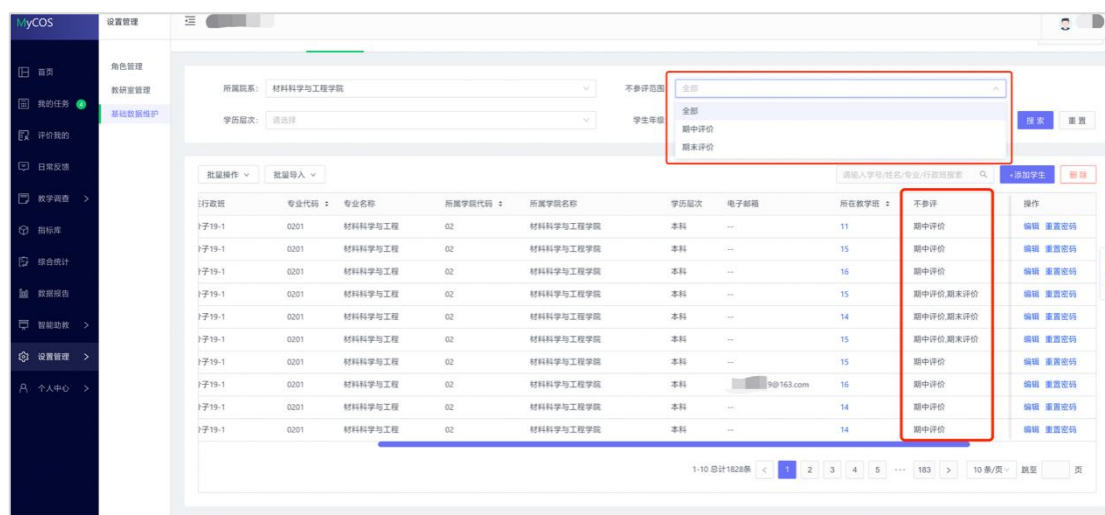 MyCOS
设置管理
首页
我的任务 4
评价我的
日常反馈
教学调查 >
指标库
综合统计
数据报告
智能助教 >
设置管理 >
个人中心 >
角色管理
教研室管理
基础数据维护
所属院系: 材料科学与工程学院
不参评范围 全部
全部
期中评价
期末评价
学历层次: 请选择
学生年级
搜索 重置
批量操作 批量导入
请输入学号/姓名/专业/行政班搜索
+添加学生 删除
行政班 专业代码 专业名称 所属学院代码 所属学院名称 学历层次 电子邮箱 所在教学班 不参评 操作
子19-1 0201 材料科学与工程 02 材料科学与工程学院 本科 -- 11 期中评价 编辑 重置密码
子19-1 0201 材料科学与工程 02 材料科学与工程学院 本科 -- 15 期中评价 编辑 重置密码
子19-1 0201 材料科学与工程 02 材料科学与工程学院 本科 -- 16 期中评价 编辑 重置密码
子19-1 0201 材料科学与工程 02 材料科学与工程学院 本科 -- 15 期中评价,期末评价 编辑 重置密码
子19-1 0201 材料科学与工程 02 材料科学与工程学院 本科 -- 14 期中评价,期末评价 编辑 重置密码
子19-1 0201 材料科学与工程 02 材料科学与工程学院 本科 -- 15 期中评价,期末评价 编辑 重置密码
子19-1 0201 材料科学与工程 02 材料科学与工程学院 本科 -- 15 期中评价 编辑 重置密码
子19-1 0201 材料科学与工程 02 材料科学与工程学院 本科 9@163.com 16 期中评价 编辑 重置密码
子19-1 0201 材料科学与工程 02 材料科学与工程学院 本科 -- 14 期中评价 编辑 重置密码
子19-1 0201 材料科学与工程 02 材料科学与工程学院 本科 -- 14 期中评价 编辑 重置密码
1-10 总计1828条 < 1 2 3 4 5 ··· 183 > 10 条/页 跳至 页